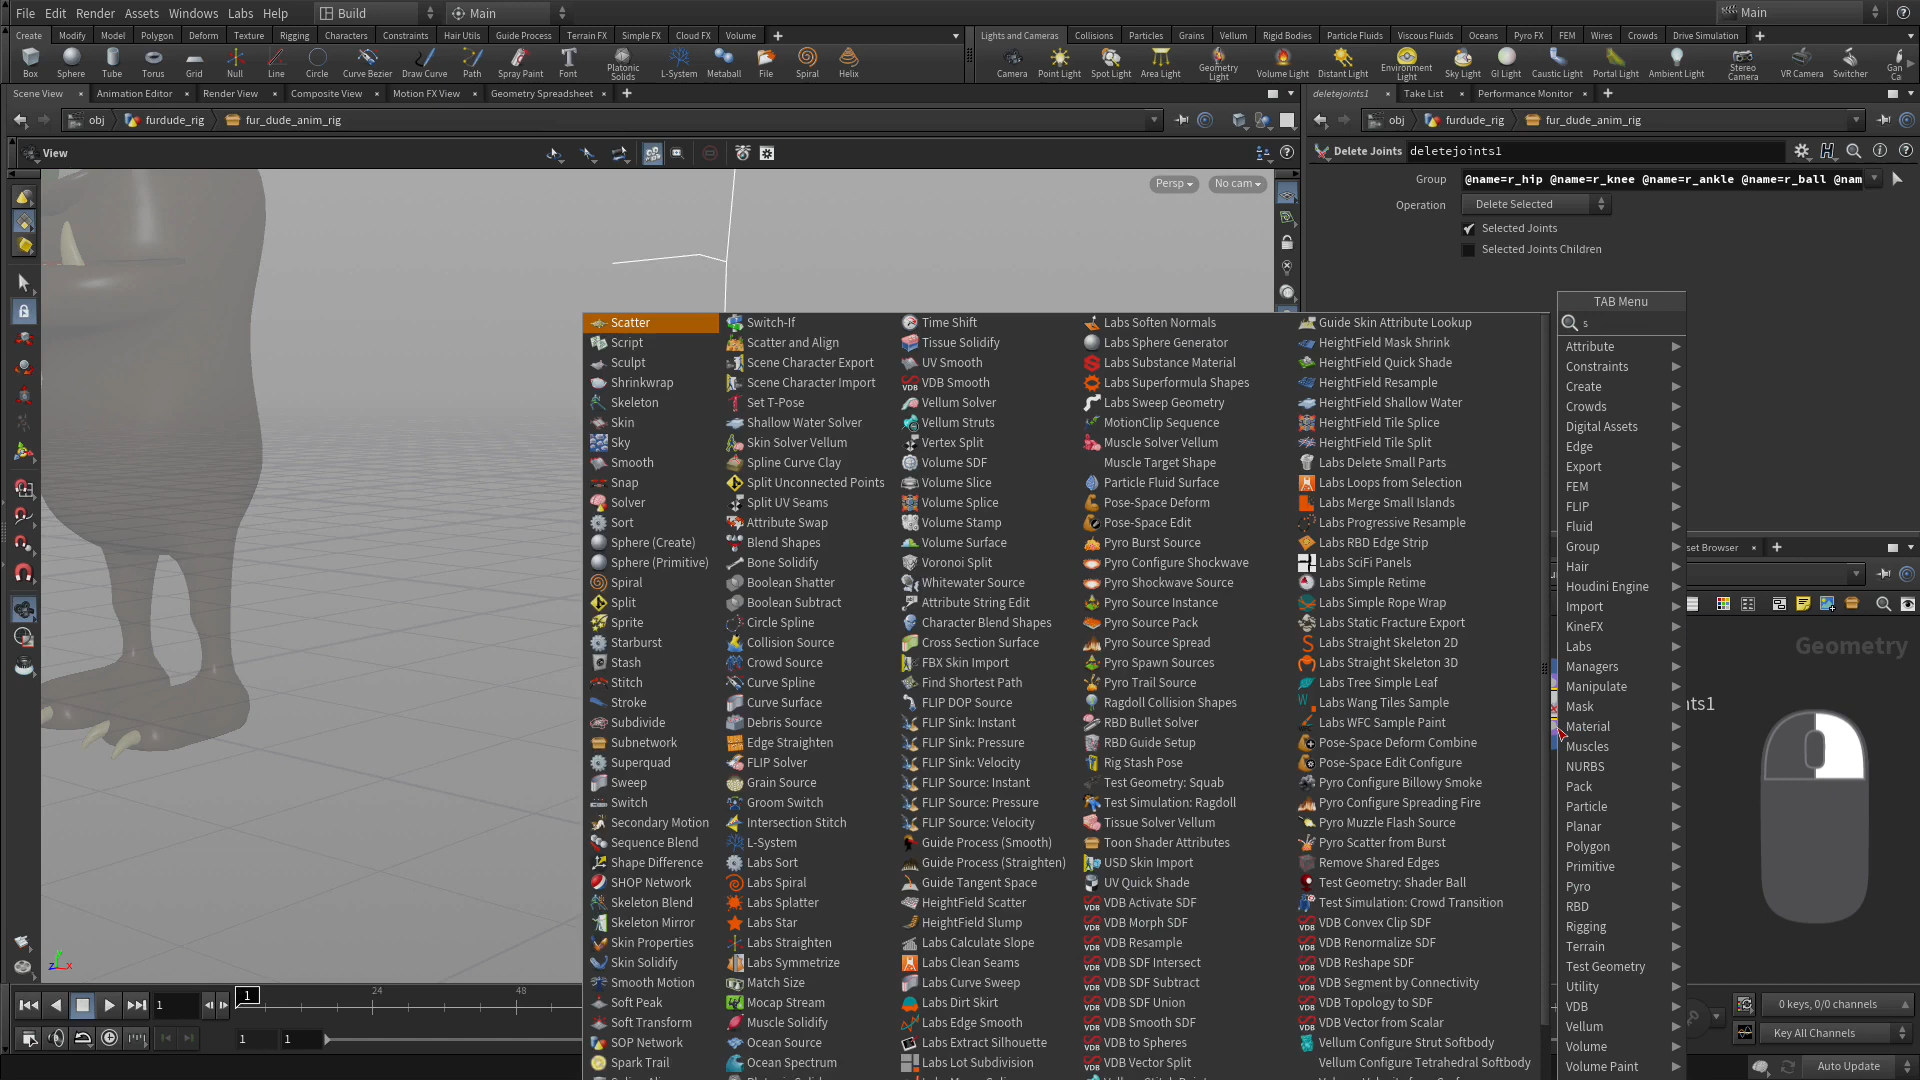 File Edit Render Assets Windows Labs Help Build Main Main
Create Modify Model Polygon Deform Texture Rigging Characters Constraints Hair Utils Guide Process Terrain FX Simple FX Cloud FX Volume
Lights and Cameras Collisions Particles Grains Vellum Rigid Bodies Particle Fluids Viscous Fluids Oceans Pyro FX FEM Wires Crowds Drive Simulation
Box Sphere Tube Torus Grid Null Line Circle Curve Bezier Draw Curve Path Spray Paint Font Platonic Solids L-System Metaball File Spiral Helix
Camera Point Light Spot Light Area Light Geometry Light Volume Light Distant Light Environment Light Sky Light GI Light Caustic Light Portal Light Ambient Light Stereo Camera VR Camera Switcher Gan Ca
Scene View Animation Editor Render View Composite View Motion FX View Geometry Spreadsheet
deletejoints1 Take List Performance Monitor
obj furdude_rig fur_dude_anim_rig
obj furdude_rig fur_dude_anim_rig
View
Delete Joints deletejoints1
Persp No cam
Group @name=r_hip @name=r_knee @name=r_ankle @name=r_ball @nam
Operation Delete Selected
Selected Joints
Selected Joints Children
TAB Menu
s
Scatter Switch-If Time Shift Labs Soften Normals Guide Skin Attribute Lookup
Script Scatter and Align Tissue Solidify Labs Sphere Generator HeightField Mask Shrink
Sculpt Scene Character Export UV Smooth Labs Substance Material HeightField Quick Shade
Shrinkwrap Scene Character Import VDB Smooth Labs Superformula Shapes HeightField Resample
Skeleton Set T-Pose Vellum Solver Labs Sweep Geometry HeightField Shallow Water
Skin Shallow Water Solver Vellum Struts MotionClip Sequence HeightField Tile Splice
Sky Skin Solver Vellum Vertex Split Muscle Solver Vellum HeightField Tile Split
Smooth Spline Curve Clay Volume SDF Muscle Target Shape Labs Delete Small Parts
Snap Split Unconnected Points Volume Slice Particle Fluid Surface Labs Loops from Selection
Solver Split UV Seams Volume Splice Pose-Space Deform Labs Merge Small Islands
Sort Attribute Swap Volume Stamp Pose-Space Edit Labs Progressive Resample
Sphere (Create) Blend Shapes Volume Surface Pyro Burst Source Labs RBD Edge Strip
Sphere (Primitive) Bone Solidify Voronoi Split Pyro Configure Shockwave Labs SciFi Panels
Spiral Boolean Shatter Whitewater Source Pyro Shockwave Source Labs Simple Retime
Split Boolean Subtract Attribute String Edit Pyro Source Instance Labs Simple Rope Wrap
Sprite Circle Spline Character Blend Shapes Pyro Source Pack Labs Static Fracture Export
Starburst Collision Source Cross Section Surface Pyro Source Spread Labs Straight Skeleton 2D
Stash Crowd Source FBX Skin Import Pyro Spawn Sources Labs Straight Skeleton 3D
Stitch Curve Spline Find Shortest Path Pyro Trail Source Labs Tree Simple Leaf
Stroke Curve Surface FLIP DOP Source Ragdoll Collision Shapes Labs Wang Tiles Sample
Subdivide Debris Source FLIP Sink: Instant RBD Bullet Solver Labs WFC Sample Paint
Subnetwork Edge Straighten FLIP Sink: Pressure RBD Guide Setup Pose-Space Deform Combine
Superquad FLIP Solver FLIP Sink: Velocity Rig Stash Pose Pose-Space Edit Configure
Sweep Grain Source FLIP Source: Instant Test Geometry: Squab Pyro Configure Billowy Smoke
Switch Groom Switch FLIP Source: Pressure Test Simulation: Ragdoll Pyro Configure Spreading Fire
Secondary Motion Intersection Stitch FLIP Source: Velocity Tissue Solver Vellum Pyro Muzzle Flash Source
Sequence Blend L-System Guide Process (Smooth) Toon Shader Attributes Pyro Scatter from Burst
Shape Difference Labs Sort Guide Process (Straighten) USD Skin Import Remove Shared Edges
SHOP Network Labs Spiral Guide Tangent Space UV Quick Shade Test Geometry: Shader Ball
Skeleton Blend Labs Splatter HeightField Scatter VDB Activate SDF Test Simulation: Crowd Transition
Skeleton Mirror Labs Star HeightField Slump VDB Morph SDF VDB Convex Clip SDF
Skin Properties Labs Straighten Labs Calculate Slope VDB Resample VDB Renormalize SDF
Skin Solidify Labs Symmetrize Labs Clean Seams VDB SDF Intersect VDB Reshape SDF
Smooth Motion Match Size Labs Curve Sweep VDB SDF Subtract VDB Segment by Connectivity
Soft Peak Mocap Stream Labs Dirt Skirt VDB SDF Union VDB Topology to SDF
Soft Transform Muscle Solidify Labs Edge Smooth VDB Smooth SDF VDB Vector from Scalar
SOP Network Ocean Source Labs Extract Silhouette VDB to Spheres Vellum Configure Strut Softbody
Spark Trail Ocean Spectrum Labs Lot Subdivision VDB Vector Split Vellum Configure Tetrahedral Softbody
Attribute
Constraints
Create
Crowds
Digital Assets
Edge
Export
FEM
FLIP
Fluid
Group
Hair
Houdini Engine
Import
KineFX
Labs
Managers
Manipulate
Mask
Material
Muscles
NURBS
Pack
Particle
Planar
Polygon
Primitive
Pyro
RBD
Rigging
Terrain
Test Geometry
Utility
VDB
Vellum
Volume
Volume Paint
set Browser
Geometry
nts1
z x
1 1 24 48
1 1
0 keys, 0/0 channels
Key All Channels
Auto Update